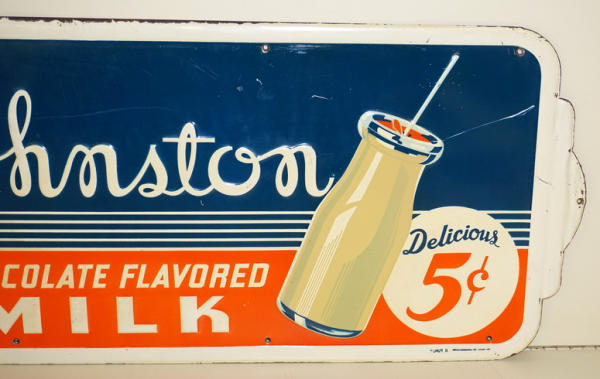 hnston
COLATE FLAVORED
MILK
Delicious
5¢